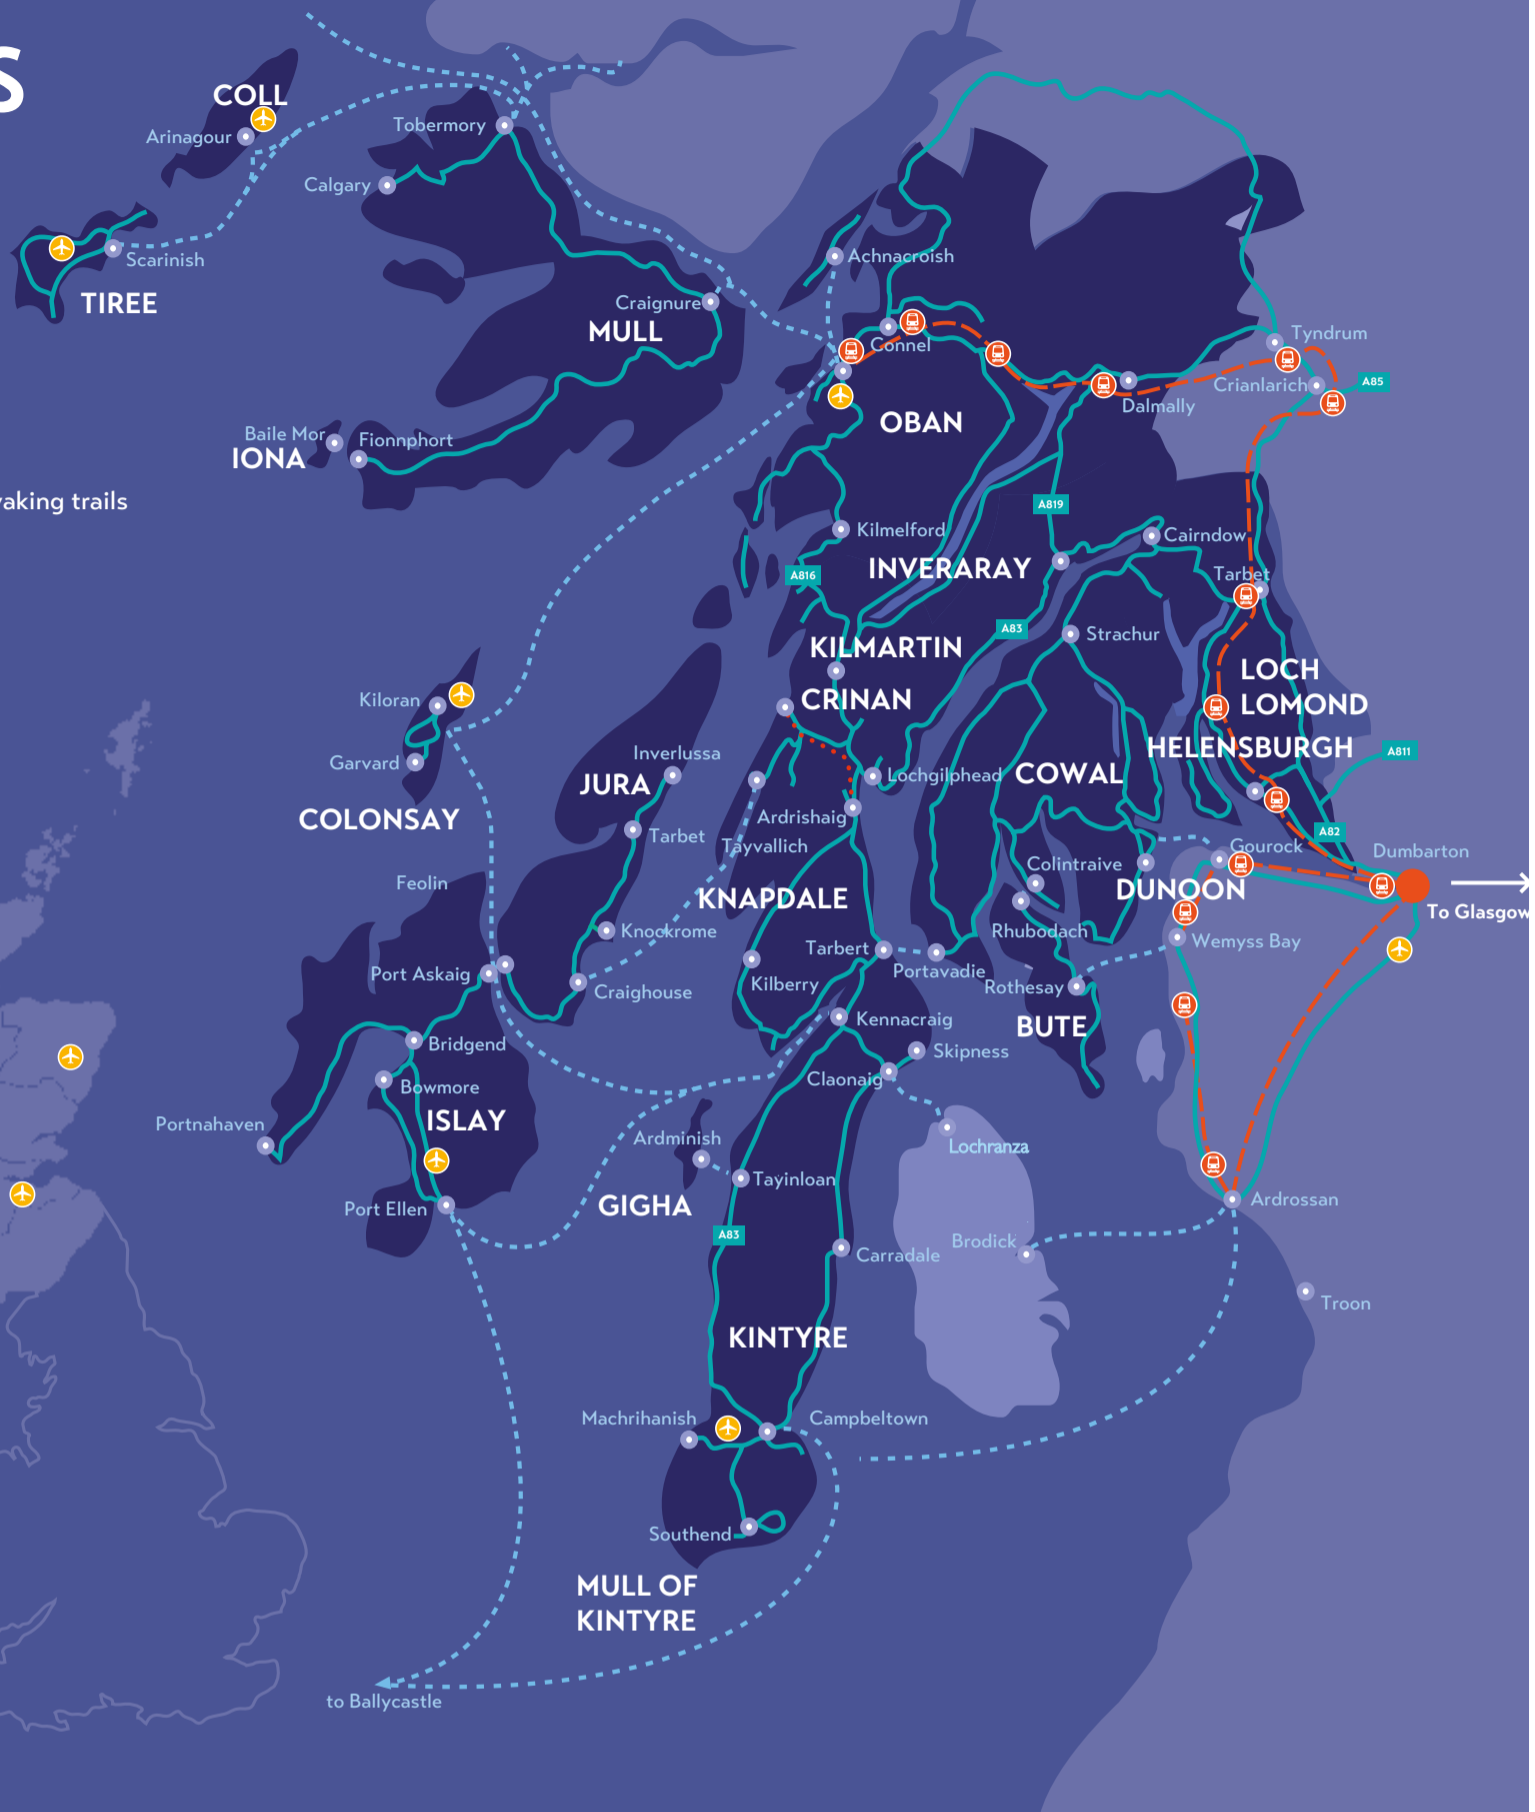 S
COLL
Arinagour
Tobermory
Calgary
Scarinish
TIREE
Achnacroish
Craignure
MULL
Connel
Tyndrum
Crianlarich
A85
Dalmally
OBAN
Baile Mor
IONA
Fionnphort
yaking trails
A819
Kilmelford
Cairndow
INVERARAY
A816
Tarbet
A83
Strachur
KILMARTIN
LOCH
LOMOND
Kiloran
CRINAN
HELENSBURGH
A811
Garvard
Inverlussa
JURA
Lochgilphead
COWAL
COLONSAY
Ardrishaig
Tarbet
Tayvallich
A82
Gourock
Dumbarton
Colintraive
Feolin
DUNOON
KNAPDALE
To Glasgow
Knockrome
Rhubodach
Wemyss Bay
Tarbert
Portavadie
Port Askaig
Kilberry
Craighouse
Rothesay
BUTE
Kennacraig
Bridgend
Skipness
Claonaig
Bowmore
ISLAY
Portnahaven
Ardminish
Lochranza
Tayinloan
GIGHA
Port Ellen
Ardrossan
A83
Brodick
Carradale
Troon
KINTYRE
Machrihanish
Campbeltown
Southend
MULL OF
KINTYRE
to Ballycastle